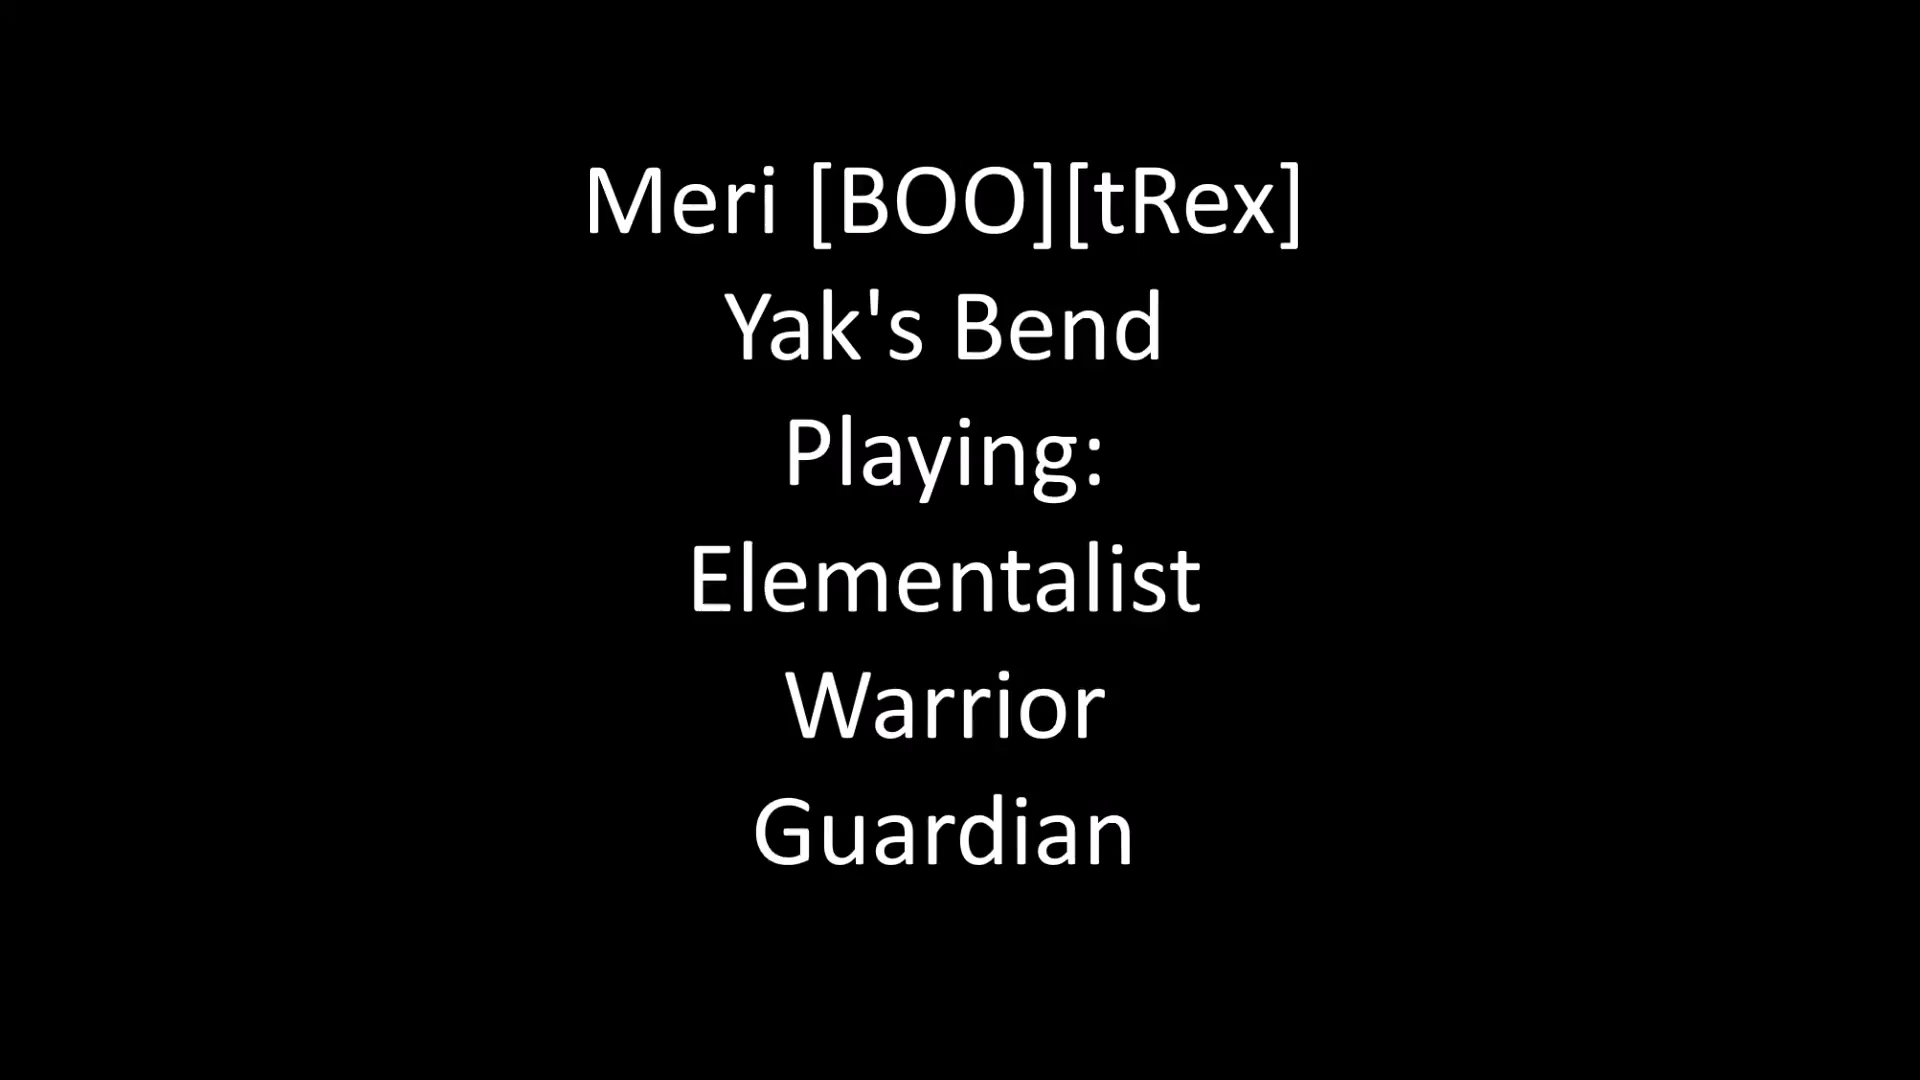 Meri [BOO][tRex]
Yak's Bend
Playing:
Elementalist
Warrior
Guardian